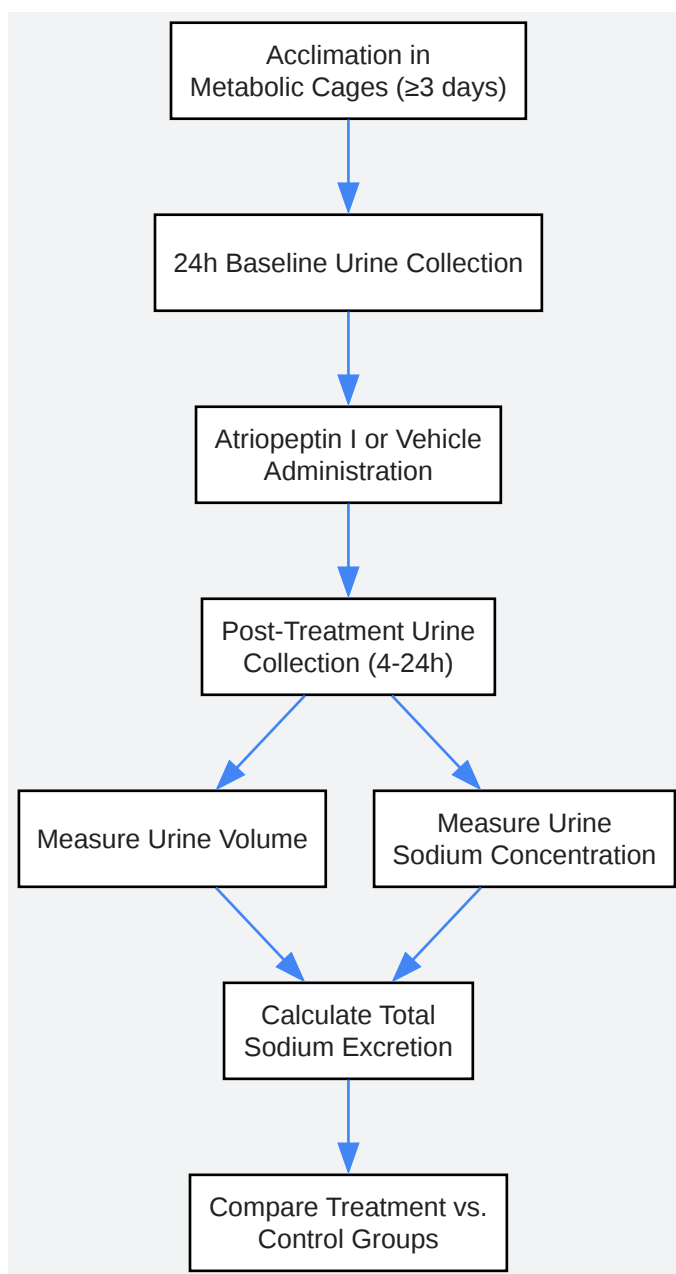 Acclimation in
Metabolic Cages (≥3 days)
24h Baseline Urine Collection
Atriopeptin I or Vehicle
Administration
Post-Treatment Urine
Collection (4-24h)
Measure Urine Volume
Measure Urine
Sodium Concentration
Calculate Total
Sodium Excretion
Compare Treatment vs.
Control Groups